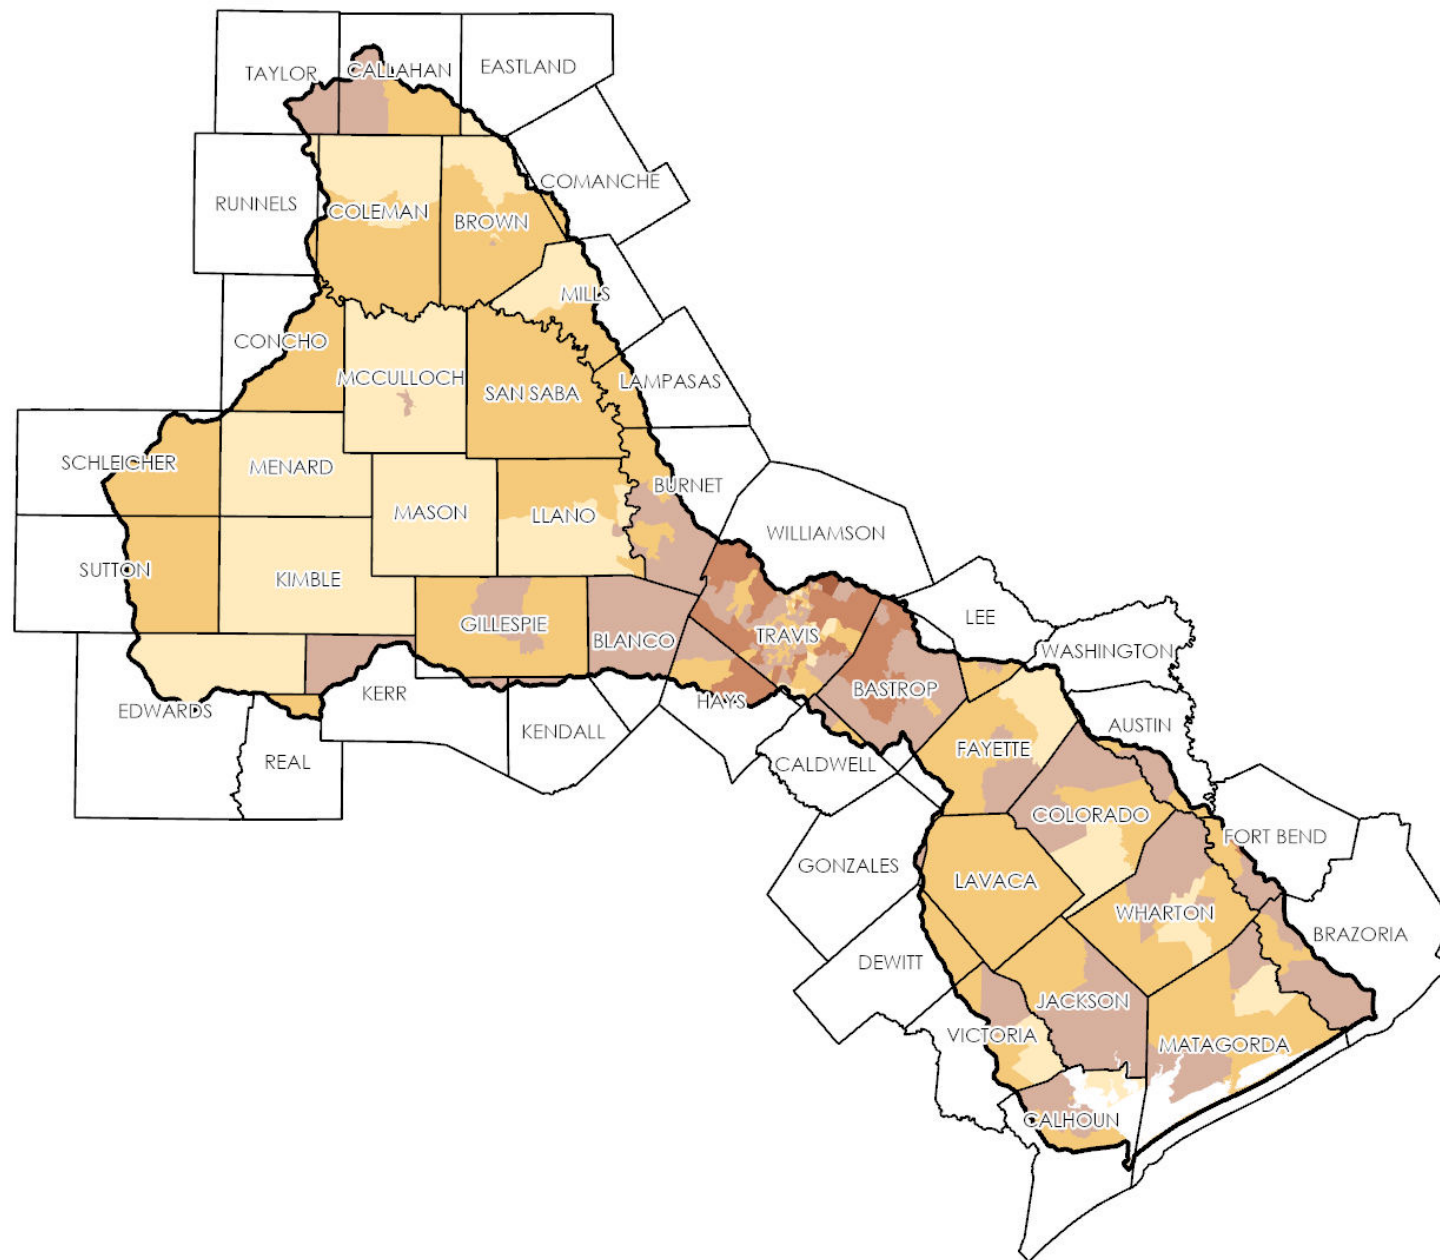 TAYLOR
CALLAHAN
EASTLAND
RUNNELS
COLEMAN
BROWN
COMANCHE
MILLS
CONCHO
MCCULLOCH
SAN SABA
LAMPASAS
SCHLEICHER
MENARD
MASON
LLANO
BURNET
WILLIAMSON
SUTTON
KIMBLE
GILLESPIE
BLANCO
TRAVIS
LEE
WASHINGTON
EDWARDS
KERR
HAYS
BASTROP
REAL
KENDALL
CALDWELL
FAYETTE
AUSTIN
COLORADO
FORT BEND
GONZALES
LAVACA
WHARTON
BRAZORIA
DEWITT
JACKSON
VICTORIA
MATAGORDA
CALHOUN